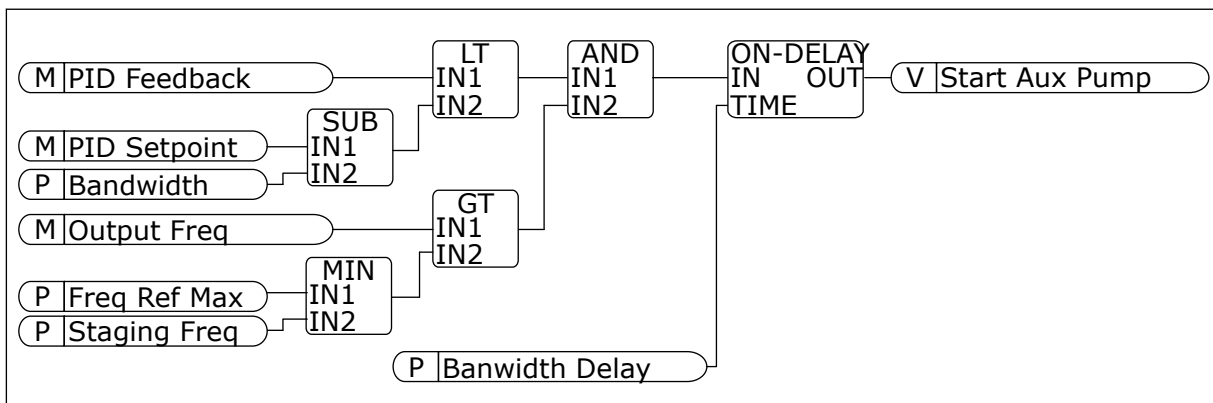 LT
AND
ON-DELAY
M PID Feedback
IN1
IN1
IN OUT
V Start Aux Pump
IN2
IN2
TIME
SUB
M PID Setpoint
IN1
P Bandwidth
IN2
GT
M Output Freq
IN1
IN2
MIN
P Freq Ref Max
IN1
P Staging Freq
IN2
P Banwidth Delay